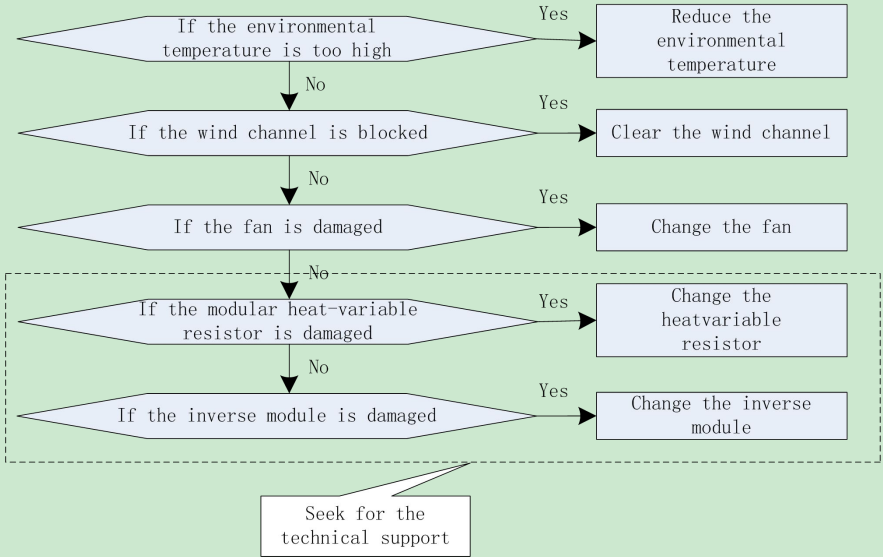 If the environmental
temperature is too high
Yes
Reduce the
environmental
temperature
No
If the wind channel is blocked
Yes
Clear the wind channel
No
If the fan is damaged
Yes
Change the fan
No
If the modular heat-variable
resistor is damaged
Yes
Change the
heatvariable
resistor
No
If the inverse module is damaged
Yes
Change the inverse
module
Seek for the
technical support